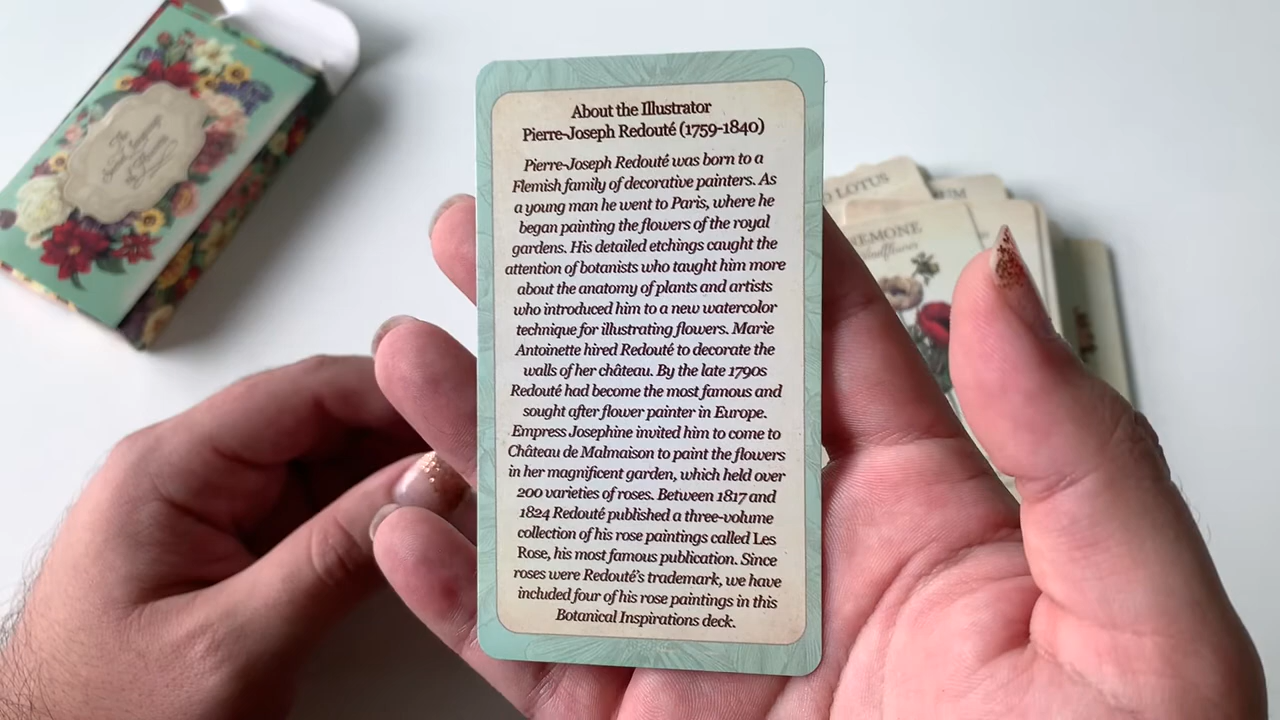 About the Illustrator
Pierre-Joseph Redouté (1759-1840)
Pierre-Joseph Redouté was born to a
Flemish family of decorative painters. As
a young man he went to Paris, where he
began painting the flowers of the royal
gardens. His detailed etchings caught the
attention of botanists who taught him more
about the anatomy of plants and artists
who introduced him to a new watercolor
technique for illustrating flowers. Marie
Antoinette hired Redouté to decorate the
walls of her château. By the late 1790s
Redouté had become the most famous and
sought after flower painter in Europe.
Empress Josephine invited him to come to
Château de Malmaison to paint the flowers
in her magnificent garden, which held over
200 varieties of roses. Between 1817 and
1824 Redouté published a three-volume
collection of his rose paintings called Les
Rose, his most famous publication. Since
roses were Redouté's trademark, we have
included four of his rose paintings in this
Botanical Inspirations deck.
LOTUS
NEMONE